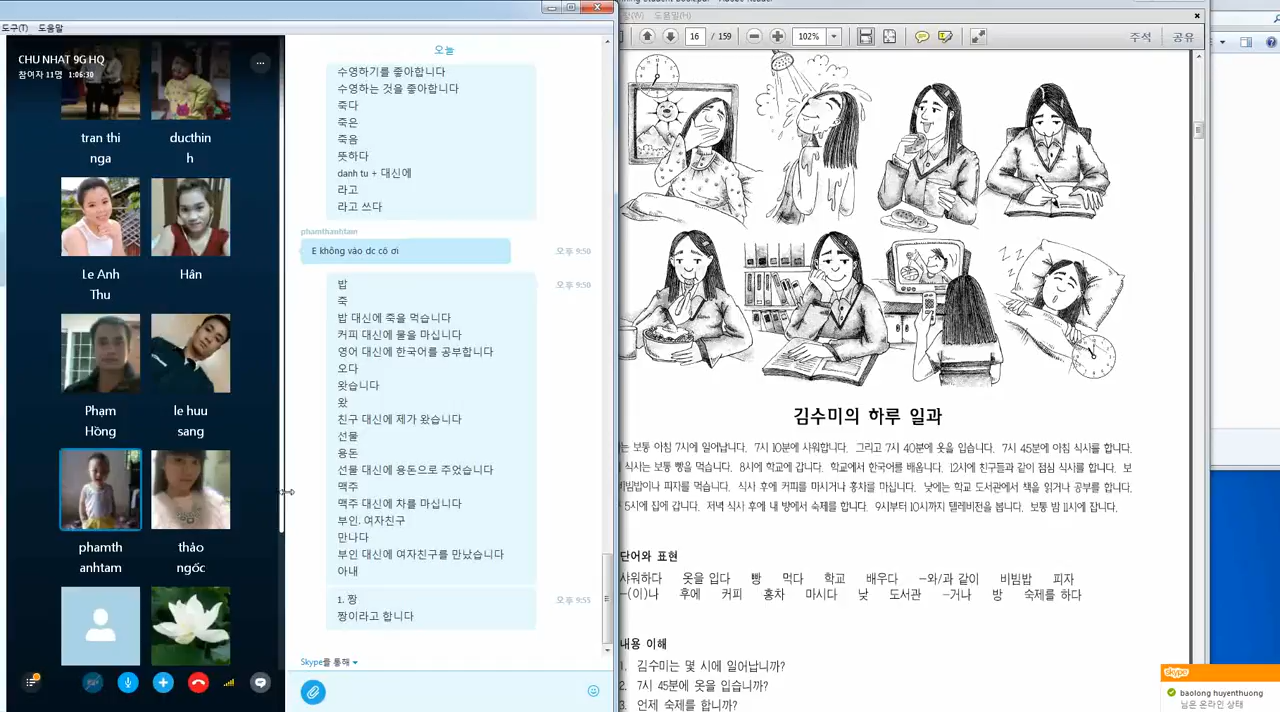 도구(T) 도움말
CHU NHAT 9G HQ
참여자 11명 1:06:30
tran thi
nga
ducthin
h
Le Anh
Thu
Hân
Phạm
Hồng
le huu
sang
phamth
anhtam
thảo
ngốc
오늘
수영하기를 좋아합니다
수영하는 것을 좋아합니다
죽다
죽은
죽음
뜻하다
danh tu + 대신에
라고
라고 쓰다
phamthanhtam
E không vào dc cô ơi
오후 9:50
밥
오후 9:50
죽
밥 대신에 죽을 먹습니다
커피 대신에 물을 마십니다
영어 대신에 한국어를 공부합니다
오다
왔습니다
왔
친구 대신에 제가 왔습니다
선물
용돈
선물 대신에 용돈으로 주었습니다
맥주
맥주 대신에 차를 마십니다
부인. 여자친구
만나다
부인 대신에 여자친구를 만났습니다
아내
1. 짱
오후 9:55
짱이라고 합니다
Skype를 통해
도움말(H)
16 / 159
102%
주석
공유
김수미의 하루 일과
는 보통 아침 7시에 일어납니다. 7시 10분에 샤워합니다. 그리고 7시 40분에 옷을 입습니다. 7시 45분에 아침 식사를 합니다.
식사는 보통 빵을 먹습니다. 8시에 학교에 갑니다. 학교에서 한국어를 배웁니다. 12시에 친구들과 같이 점심 식사를 합니다. 보
비빔밥이나 피자를 먹습니다. 식사 후에 커피를 마시거나 홍차를 마십니다. 낮에는 학교 도서관에서 책을 읽거나 공부를 합니다.
5시에 집에 갑니다. 저녁 식사 후에 내 방에서 숙제를 합니다. 9시부터 10시까지 텔레비전을 봅니다. 보통 밤 11시에 잡니다.
단어와 표현
샤워하다 옷을 입다 빵 먹다 학교 배우다 –와/과 같이 비빔밥 피자
–(이)나 후에 커피 홍차 마시다 낮 도서관 –거나 방 숙제를 하다
내용 이해
1. 김수미는 몇 시에 일어납니까?
2. 7시 45분에 옷을 입습니까?
3. 언제 숙제를 합니까?
skype
baolong huyenthuong
님은 온라인 상태